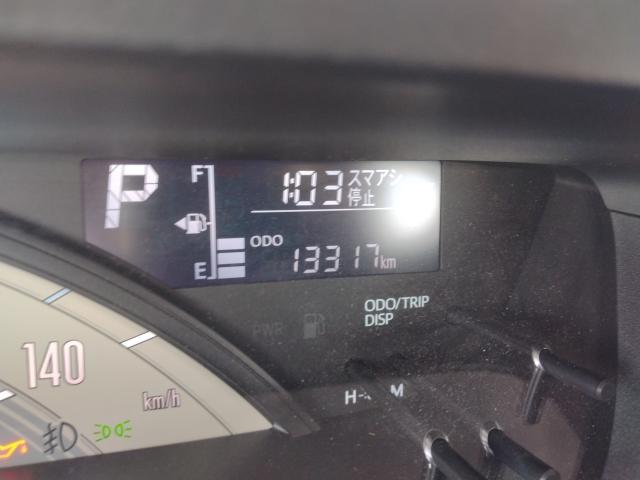 P
F
1:03 スマアシ
停止
E
ODO
13317km
ODO/TRIP
DISP
PWR
140
km/h
H
M